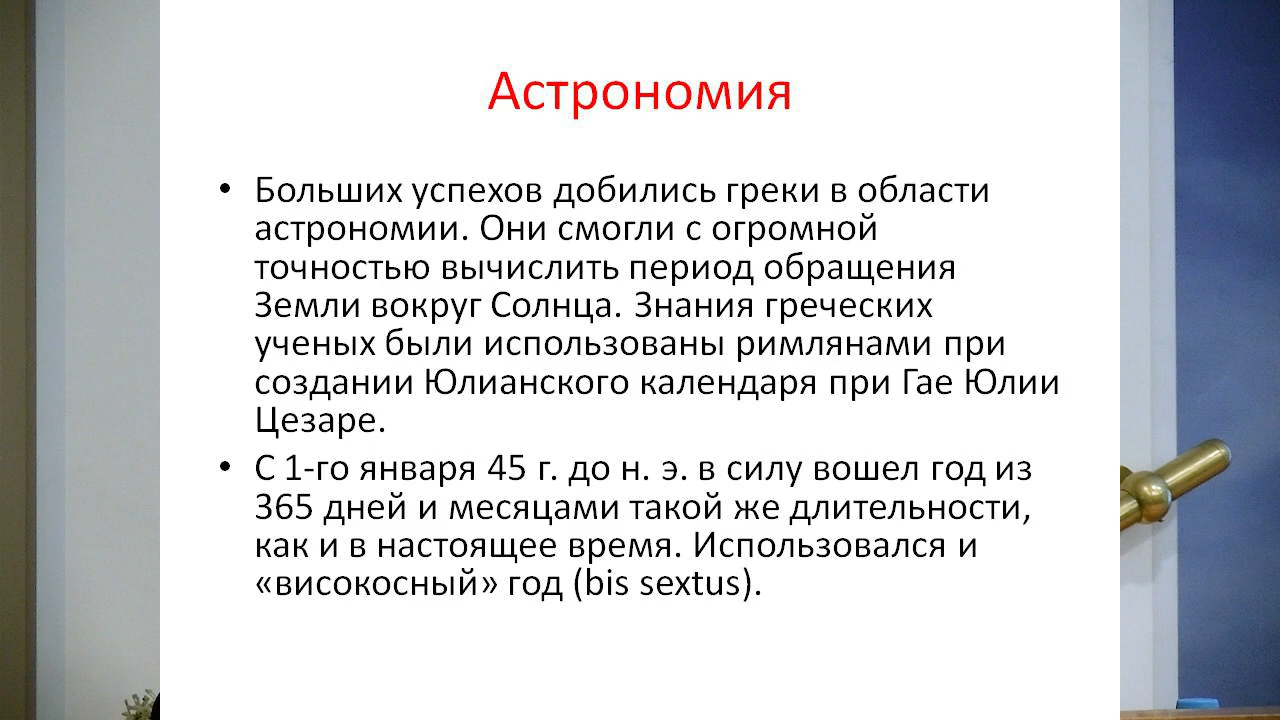 Астрономия
• Больших успехов добились греки в области
астрономии. Они смогли с огромной
точностью вычислить период обращения
Земли вокруг Солнца. Знания греческих
ученых были использованы римлянами при
создании Юлианского календаря при Гае Юлии
Цезаре.
• С 1-го января 45 г. до н. э. в силу вошел год из
365 дней и месяцами такой же длительности,
как и в настоящее время. Использовался и
«високосный» год (bis sextus).